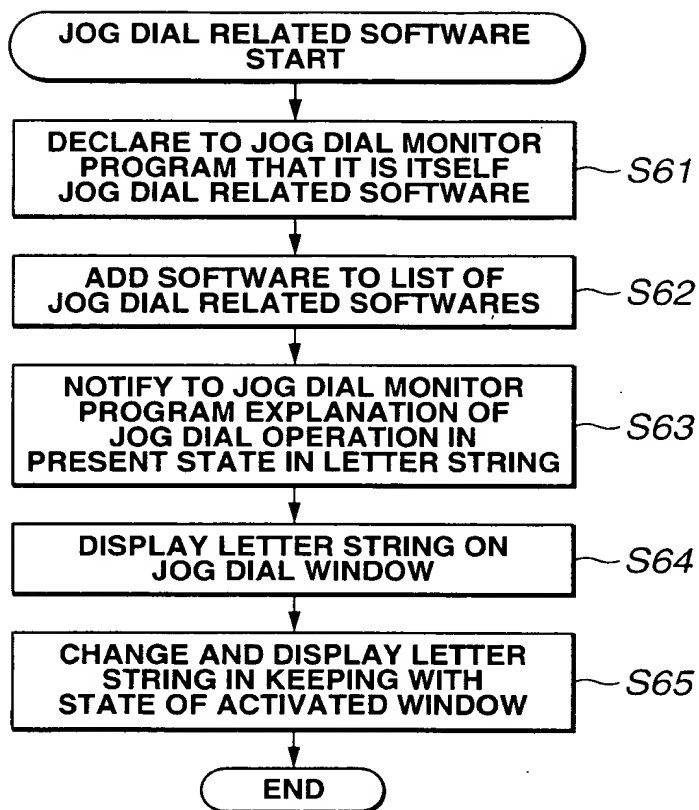 JOG DIAL RELATED SOFTWARE
START
DECLARE TO JOG DIAL MONITOR
PROGRAM THAT IT IS ITSELF
JOG DIAL RELATED SOFTWARE
S61
ADD SOFTWARE TO LIST OF
JOG DIAL RELATED SOFTWARES
S62
NOTIFY TO JOG DIAL MONITOR
PROGRAM EXPLANATION OF
JOG DIAL OPERATION IN
PRESENT STATE IN LETTER STRING
S63
DISPLAY LETTER STRING ON
JOG DIAL WINDOW
S64
CHANGE AND DISPLAY LETTER
STRING IN KEEPING WITH
STATE OF ACTIVATED WINDOW
S65
END